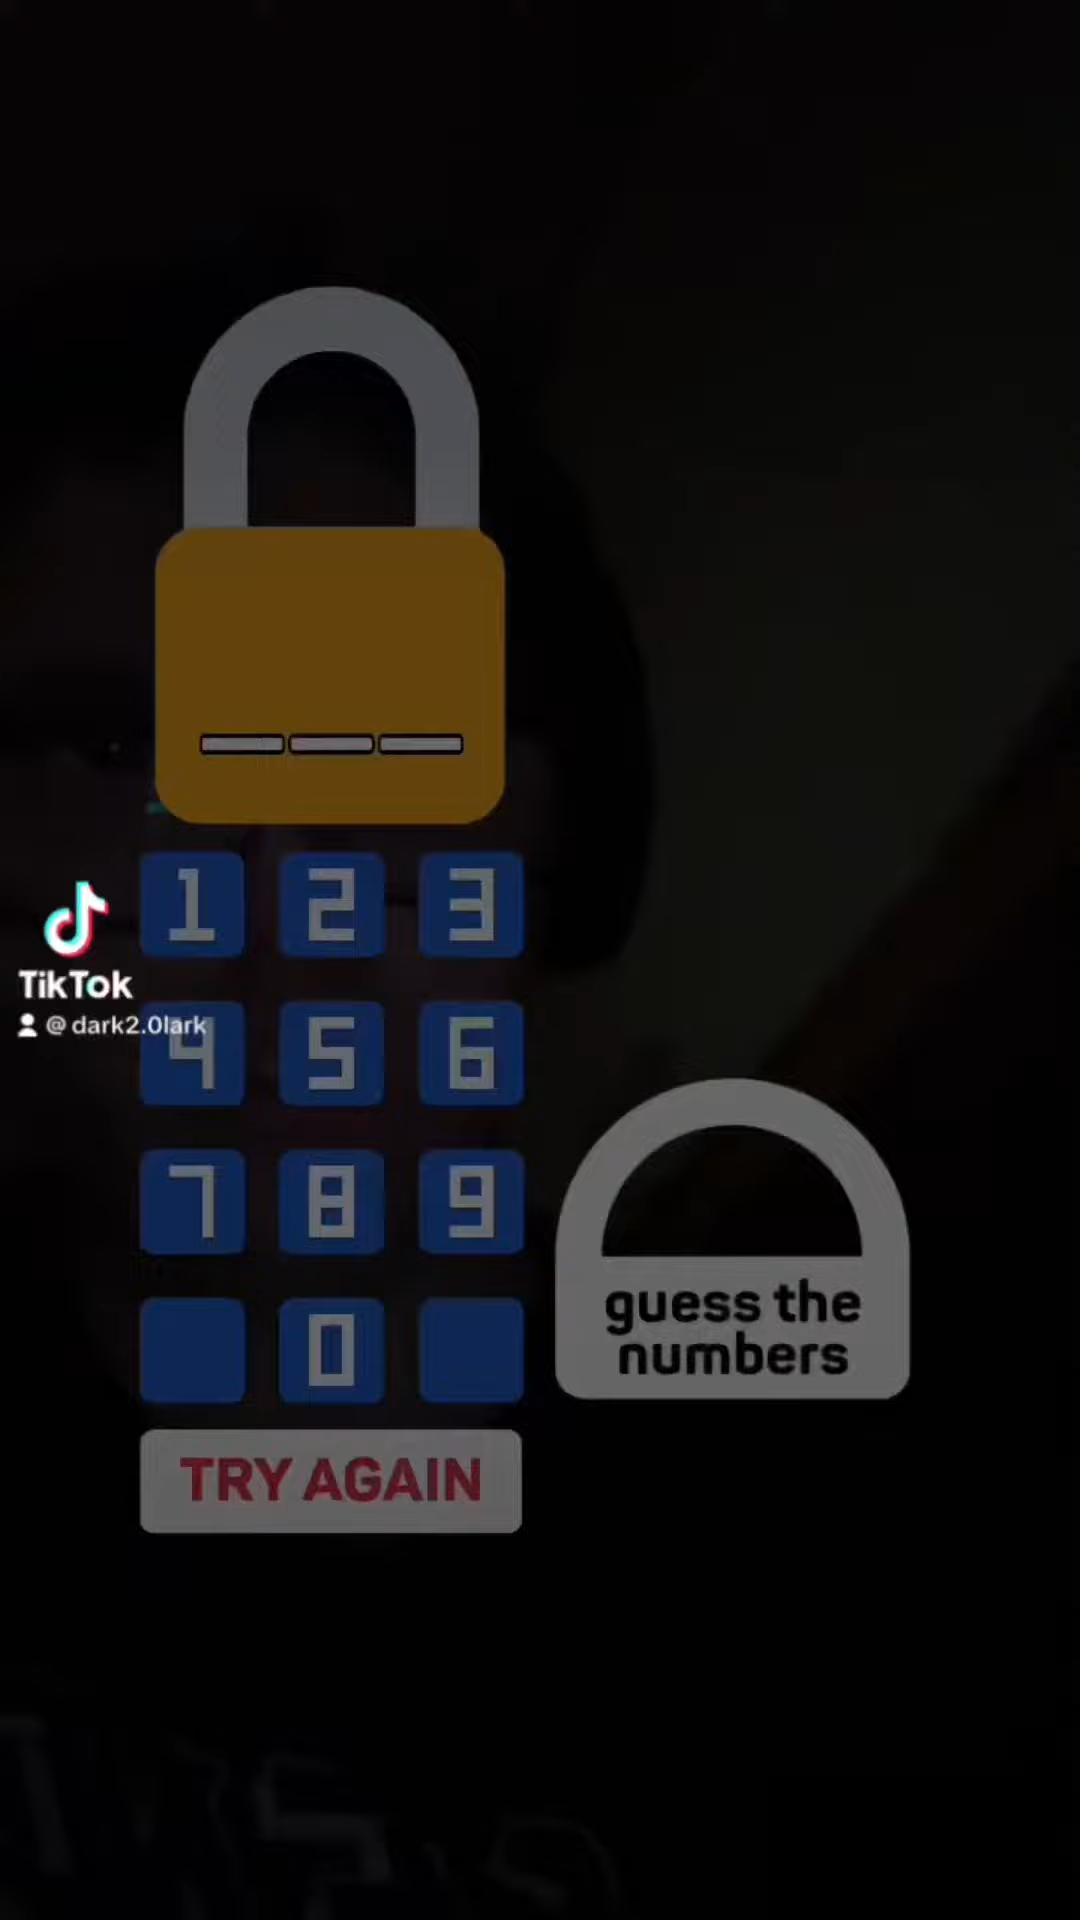 1 2 3
TikTok
@dark2.0lark
4 5 6
7 8 9
guess the
numbers
0
TRY AGAIN